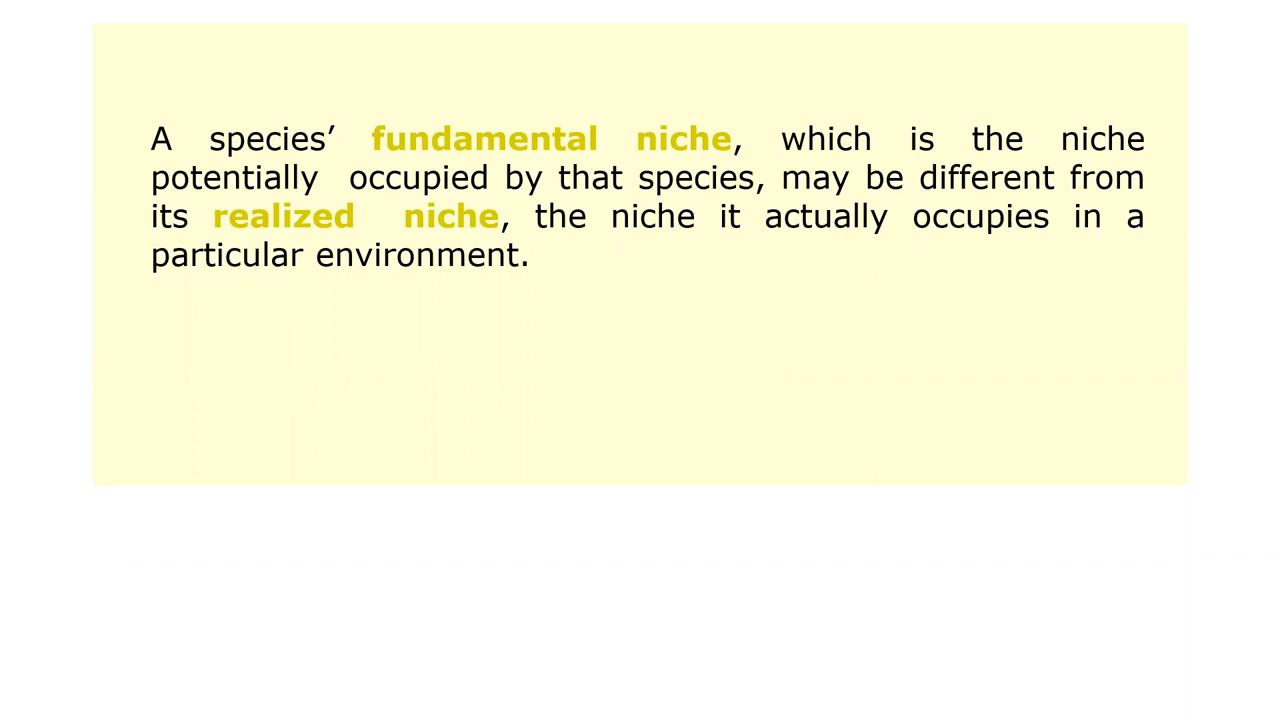 A species’ fundamental niche, which is the niche
potentially occupied by that species, may be different from
its realized niche, the niche it actually occupies in a
particular environment.